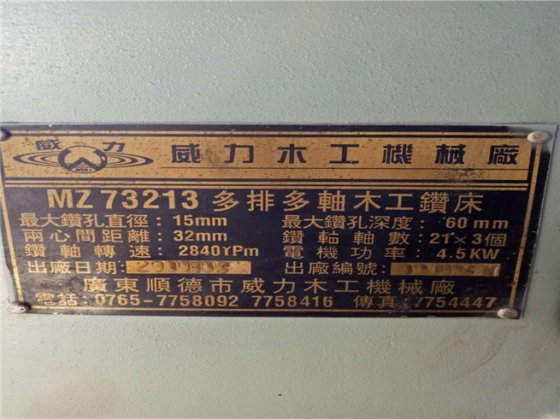 威力 威力木工機械廠
MZ 73213 多排多軸木工鑽床
最大鑽孔直徑：15mm 最大鑽孔深度：60mm
兩心間距離：32mm 鑽軸軸數：21×3個
鑽軸轉速：2840rPm 電機功率：4.5KW
出廠日期： 出廠編號：
廣東順德市威力木工機械廠
電話：0765-7758092 7758416 傳真：7754447